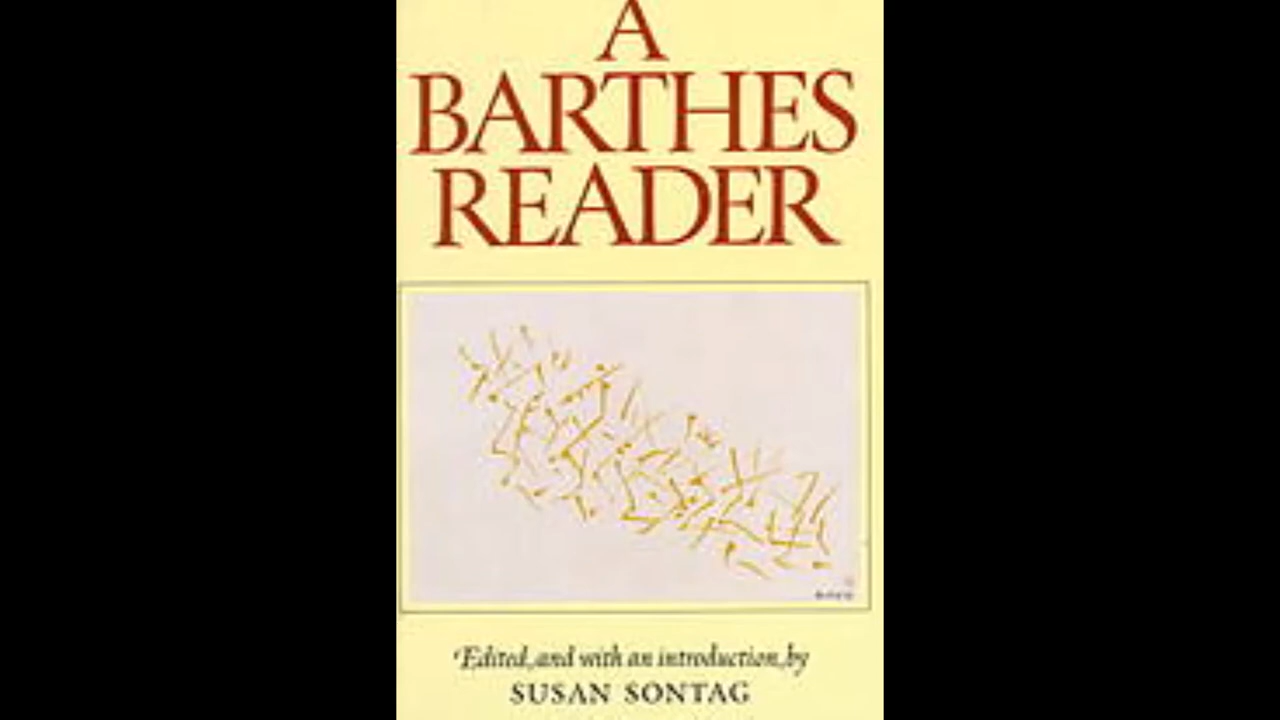 A
BARTHES
READER
Edited, and with an introduction, by
SUSAN SONTAG